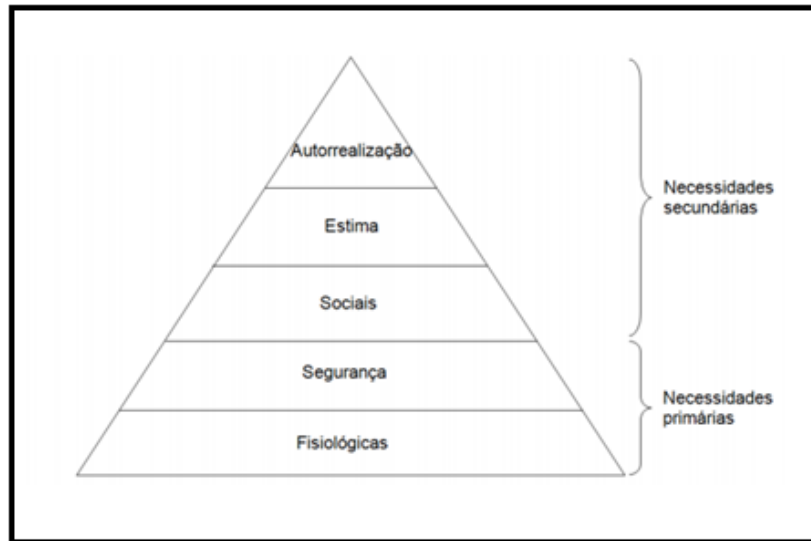 Autorrealização
Estima
Sociais
Segurança
Fisiológicas
Necessidades
secundárias
Necessidades
primárias